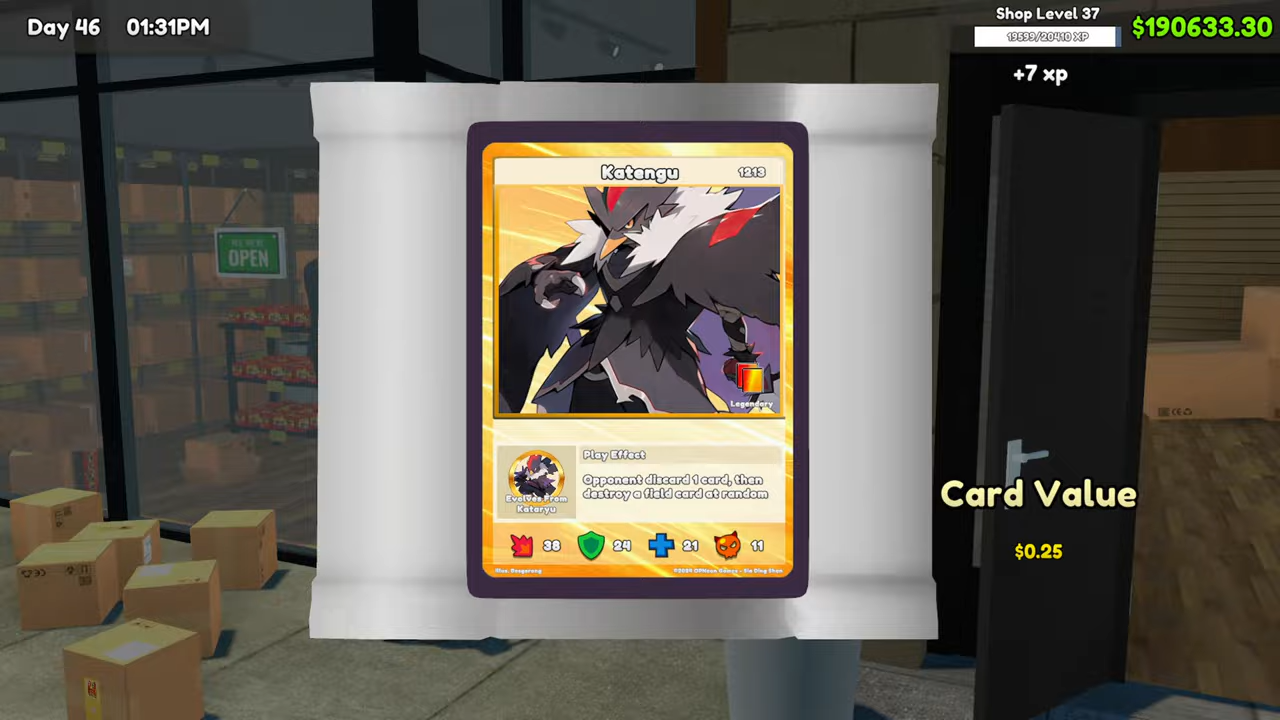 Day 46 01:31PM
Shop Level 37
$190633.30
19599/20410 XP
+7 xp
Katengu 1213
OPEN
Legendary
Play Effect
Opponent discard 1 card, then
destroy a field card at random
Evolves From
Kataryu
38 24 21 11
Card Value
$0.25